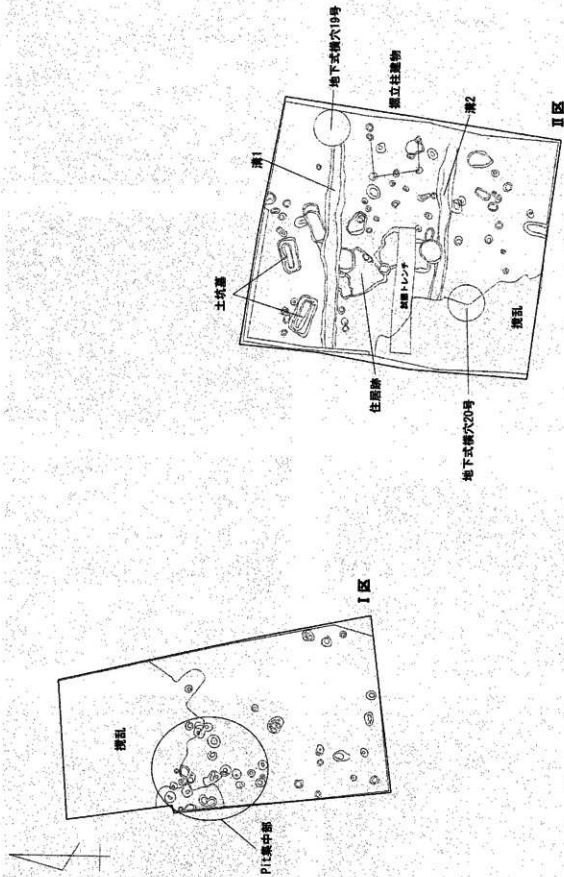 Pit集中部
攪乱
I区
土坑墓
溝1
地下式横穴19号
掘立柱建物
溝2
住居跡
試掘トレンチ
地下式横穴20号
攪乱
II区